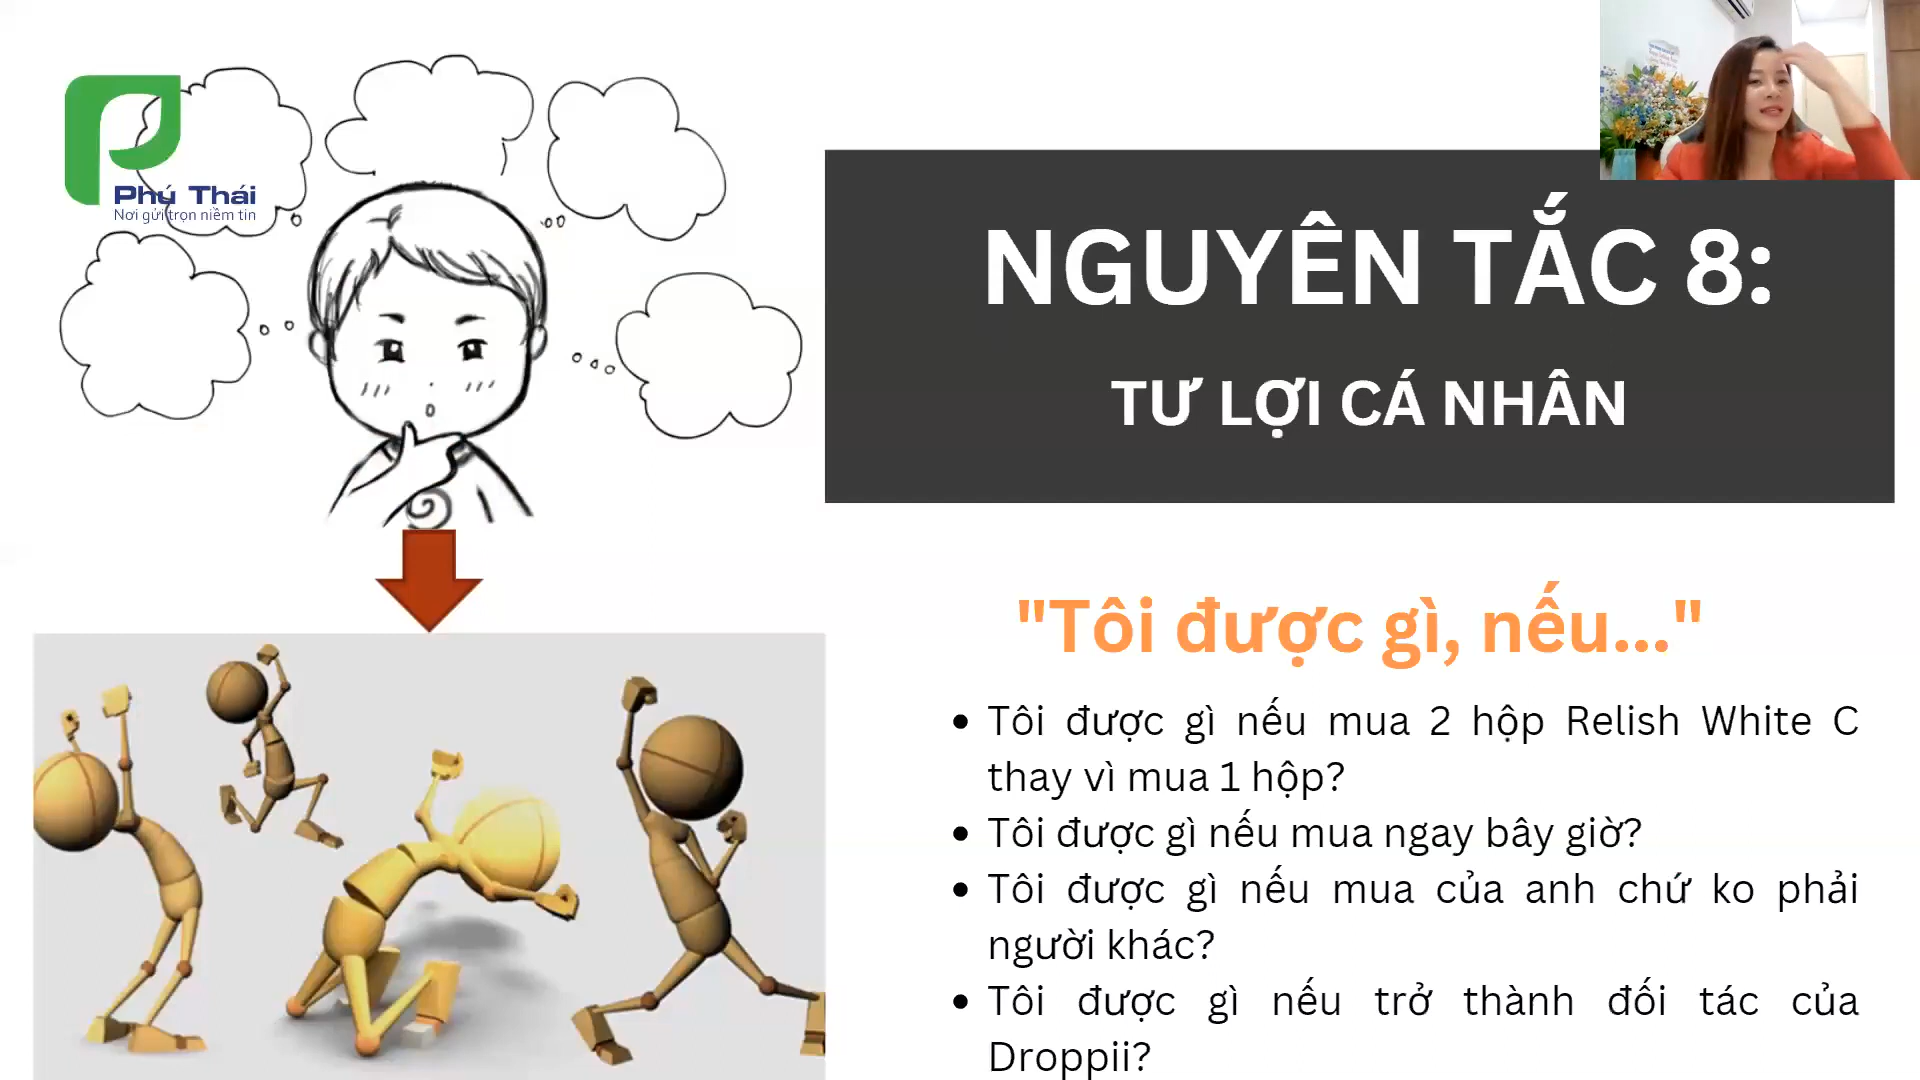 Phú Thái
Nơi gửi trọn niềm tin
NGUYÊN TẮC 8:
TƯ LỢI CÁ NHÂN
"Tôi được gì, nếu..."
• Tôi được gì nếu mua 2 hộp Relish White C
thay vì mua 1 hộp?
• Tôi được gì nếu mua ngay bây giờ?
• Tôi được gì nếu mua của anh chứ ko phải
người khác?
• Tôi được gì nếu trở thành đối tác của
Droppii?